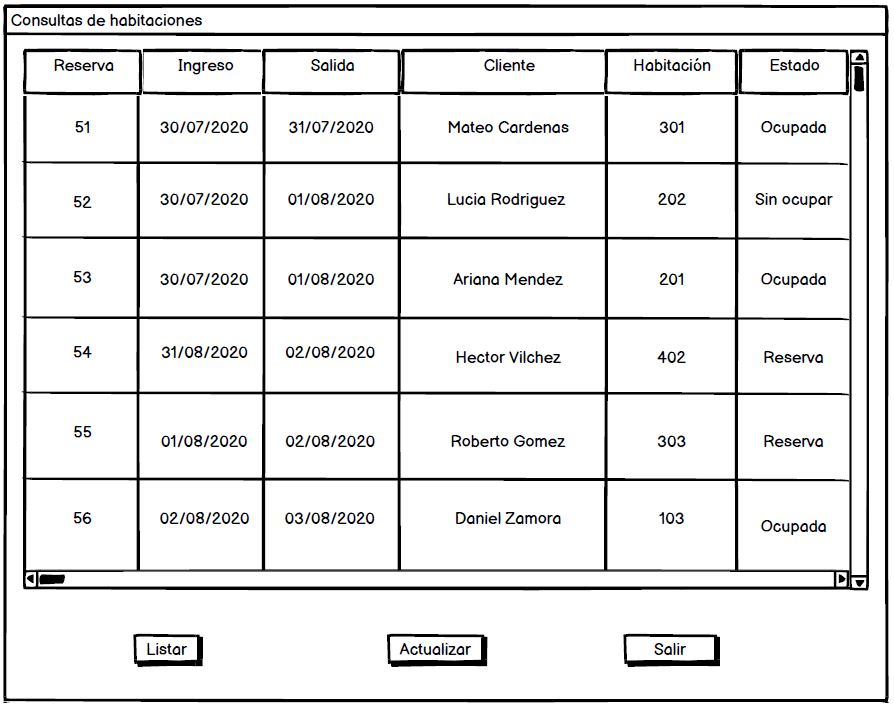 Consultas de habitaciones
Reserva Ingreso Salida Cliente Habitación Estado
51 30/07/2020 31/07/2020 Mateo Cardenas 301 Ocupada
52 30/07/2020 01/08/2020 Lucia Rodriguez 202 Sin ocupar
53 30/07/2020 01/08/2020 Ariana Mendez 201 Ocupada
54 31/08/2020 02/08/2020 Hector Vilchez 402 Reserva
55 01/08/2020 02/08/2020 Roberto Gomez 303 Reserva
56 02/08/2020 03/08/2020 Daniel Zamora 103 Ocupada
Listar Actualizar Salir